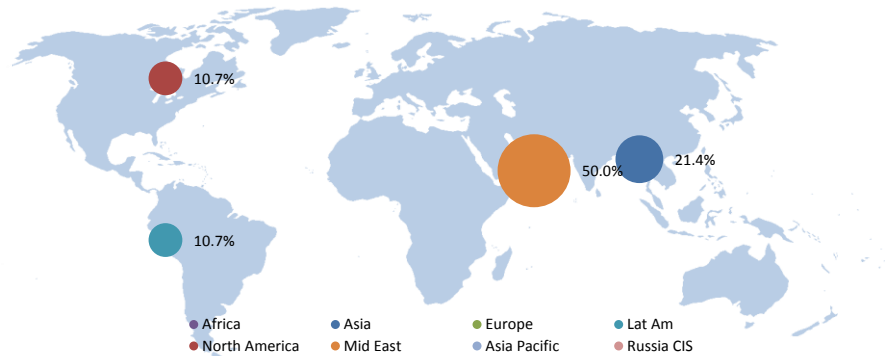 10.7%
50.0%
21.4%
10.7%
Africa Asia Europe Lat Am
North America Mid East Asia Pacific Russia CIS